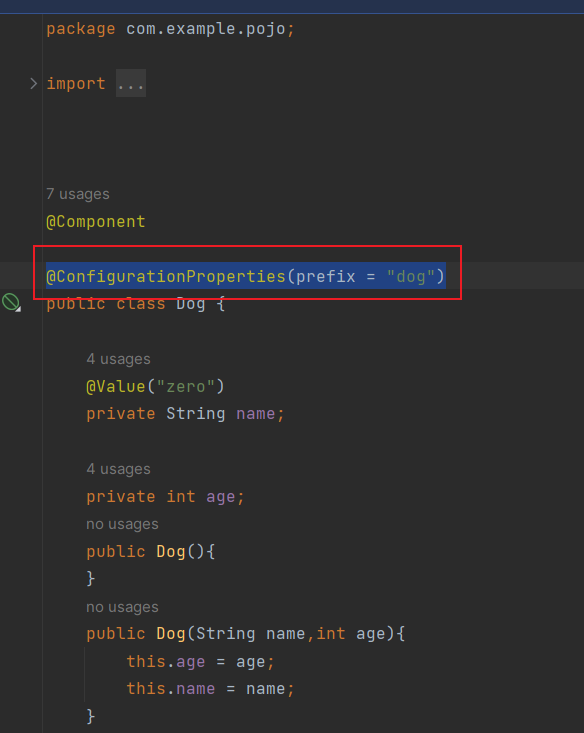 package com.example.pojo;
import ...
7 usages
@Component
@ConfigurationProperties(prefix = "dog")
public class Dog {
4 usages
@Value("zero")
private String name;
4 usages
private int age;
no usages
public Dog(){
}
no usages
public Dog(String name,int age){
this.age = age;
this.name = name;
}